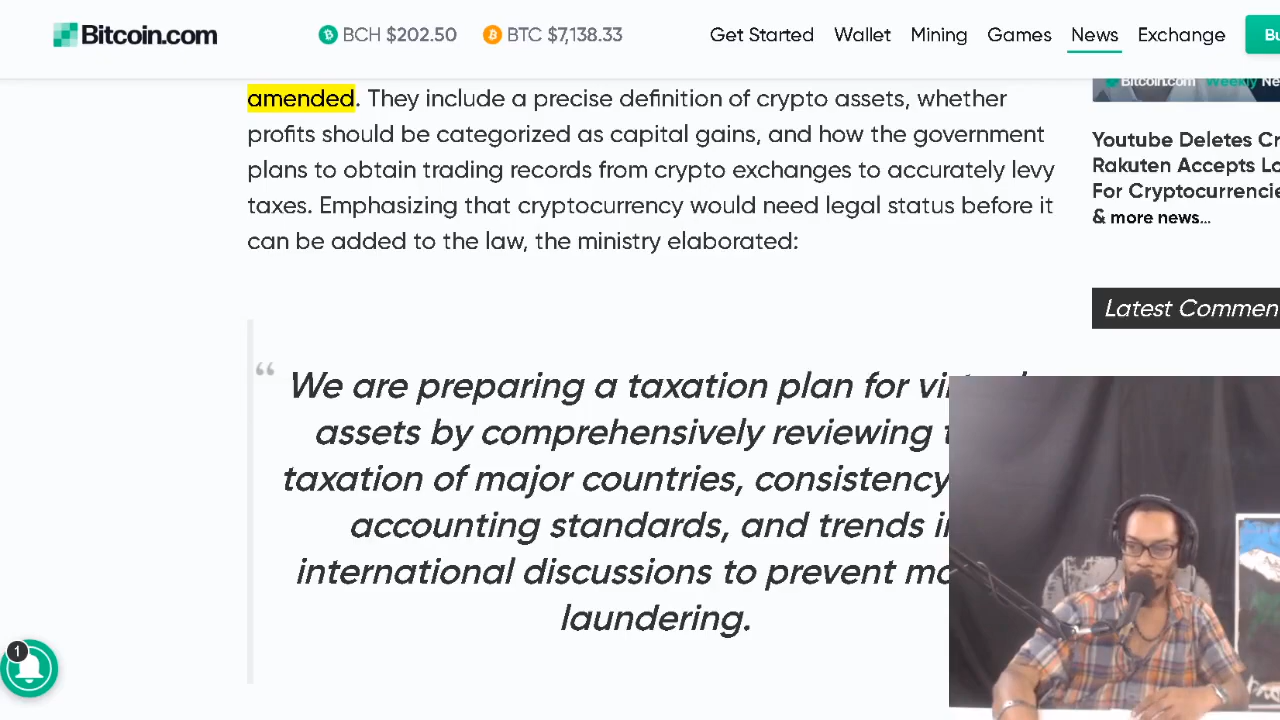 Bitcoin.com
BCH $202.50
BTC $7,138.33
Get Started
Wallet
Mining
Games
News
Exchange
amended. They include a precise definition of crypto assets, whether
profits should be categorized as capital gains, and how the government
plans to obtain trading records from crypto exchanges to accurately levy
taxes. Emphasizing that cryptocurrency would need legal status before it
can be added to the law, the ministry elaborated:
“ We are preparing a taxation plan for
assets by comprehensively reviewing
taxation of major countries, consistency
accounting standards, and trends
international discussions to prevent
laundering.
Bitcoin.com Weekly
Youtube Deletes
Rakuten Accepts
For
& more news...
Latest
1